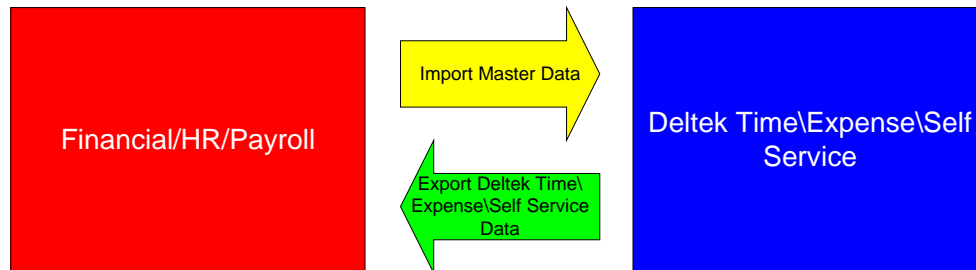 Financial/HR/Payroll
Import Master Data
Export Deltek Time\
Expense\Self Service
Data
Deltek Time\Expense\Self
Service